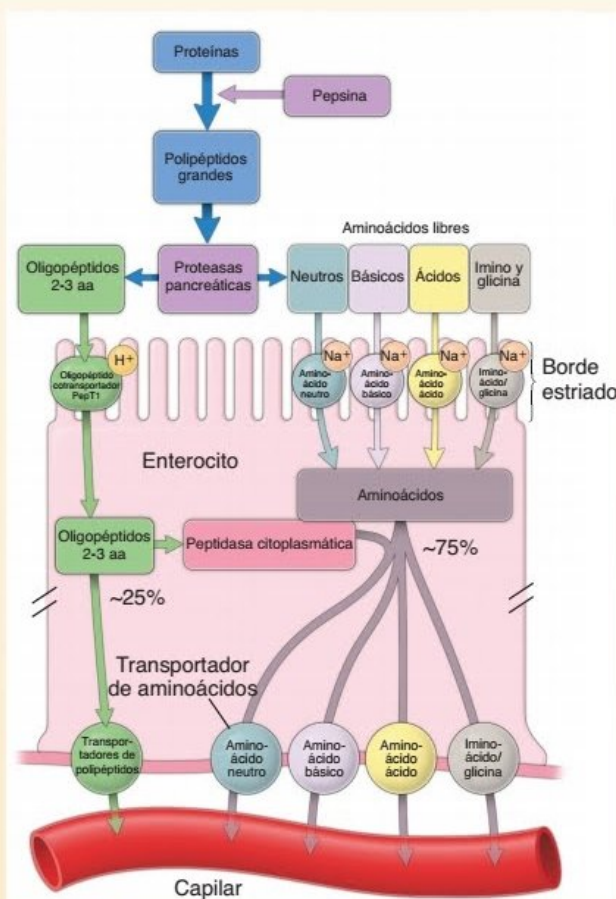 Proteínas
Pepsina
Polipéptidos
grandes
Aminoácidos libres
Oligopéptidos
2-3 aa
Proteasas
pancreáticas
Neutros
Básicos
Ácidos
Imino y
glicina
H+
Na+
Na+
Na+
Na+
Oligopéptido
cotransportador
PepT1
Amino-
ácido
neutro
Amino-
ácido
básico
Amino-
ácido
ácido
Imino-
ácido/
glicina
Borde
estriado
Enterocito
Aminoácidos
Oligopéptidos
2-3 aa
Peptidasa citoplasmática
~75%
~25%
Transportador
de aminoácidos
Transpor-
tadores de
polipéptidos
Amino-
ácido
neutro
Amino-
ácido
básico
Amino-
ácido
ácido
Imino-
ácido/
glicina
Capilar